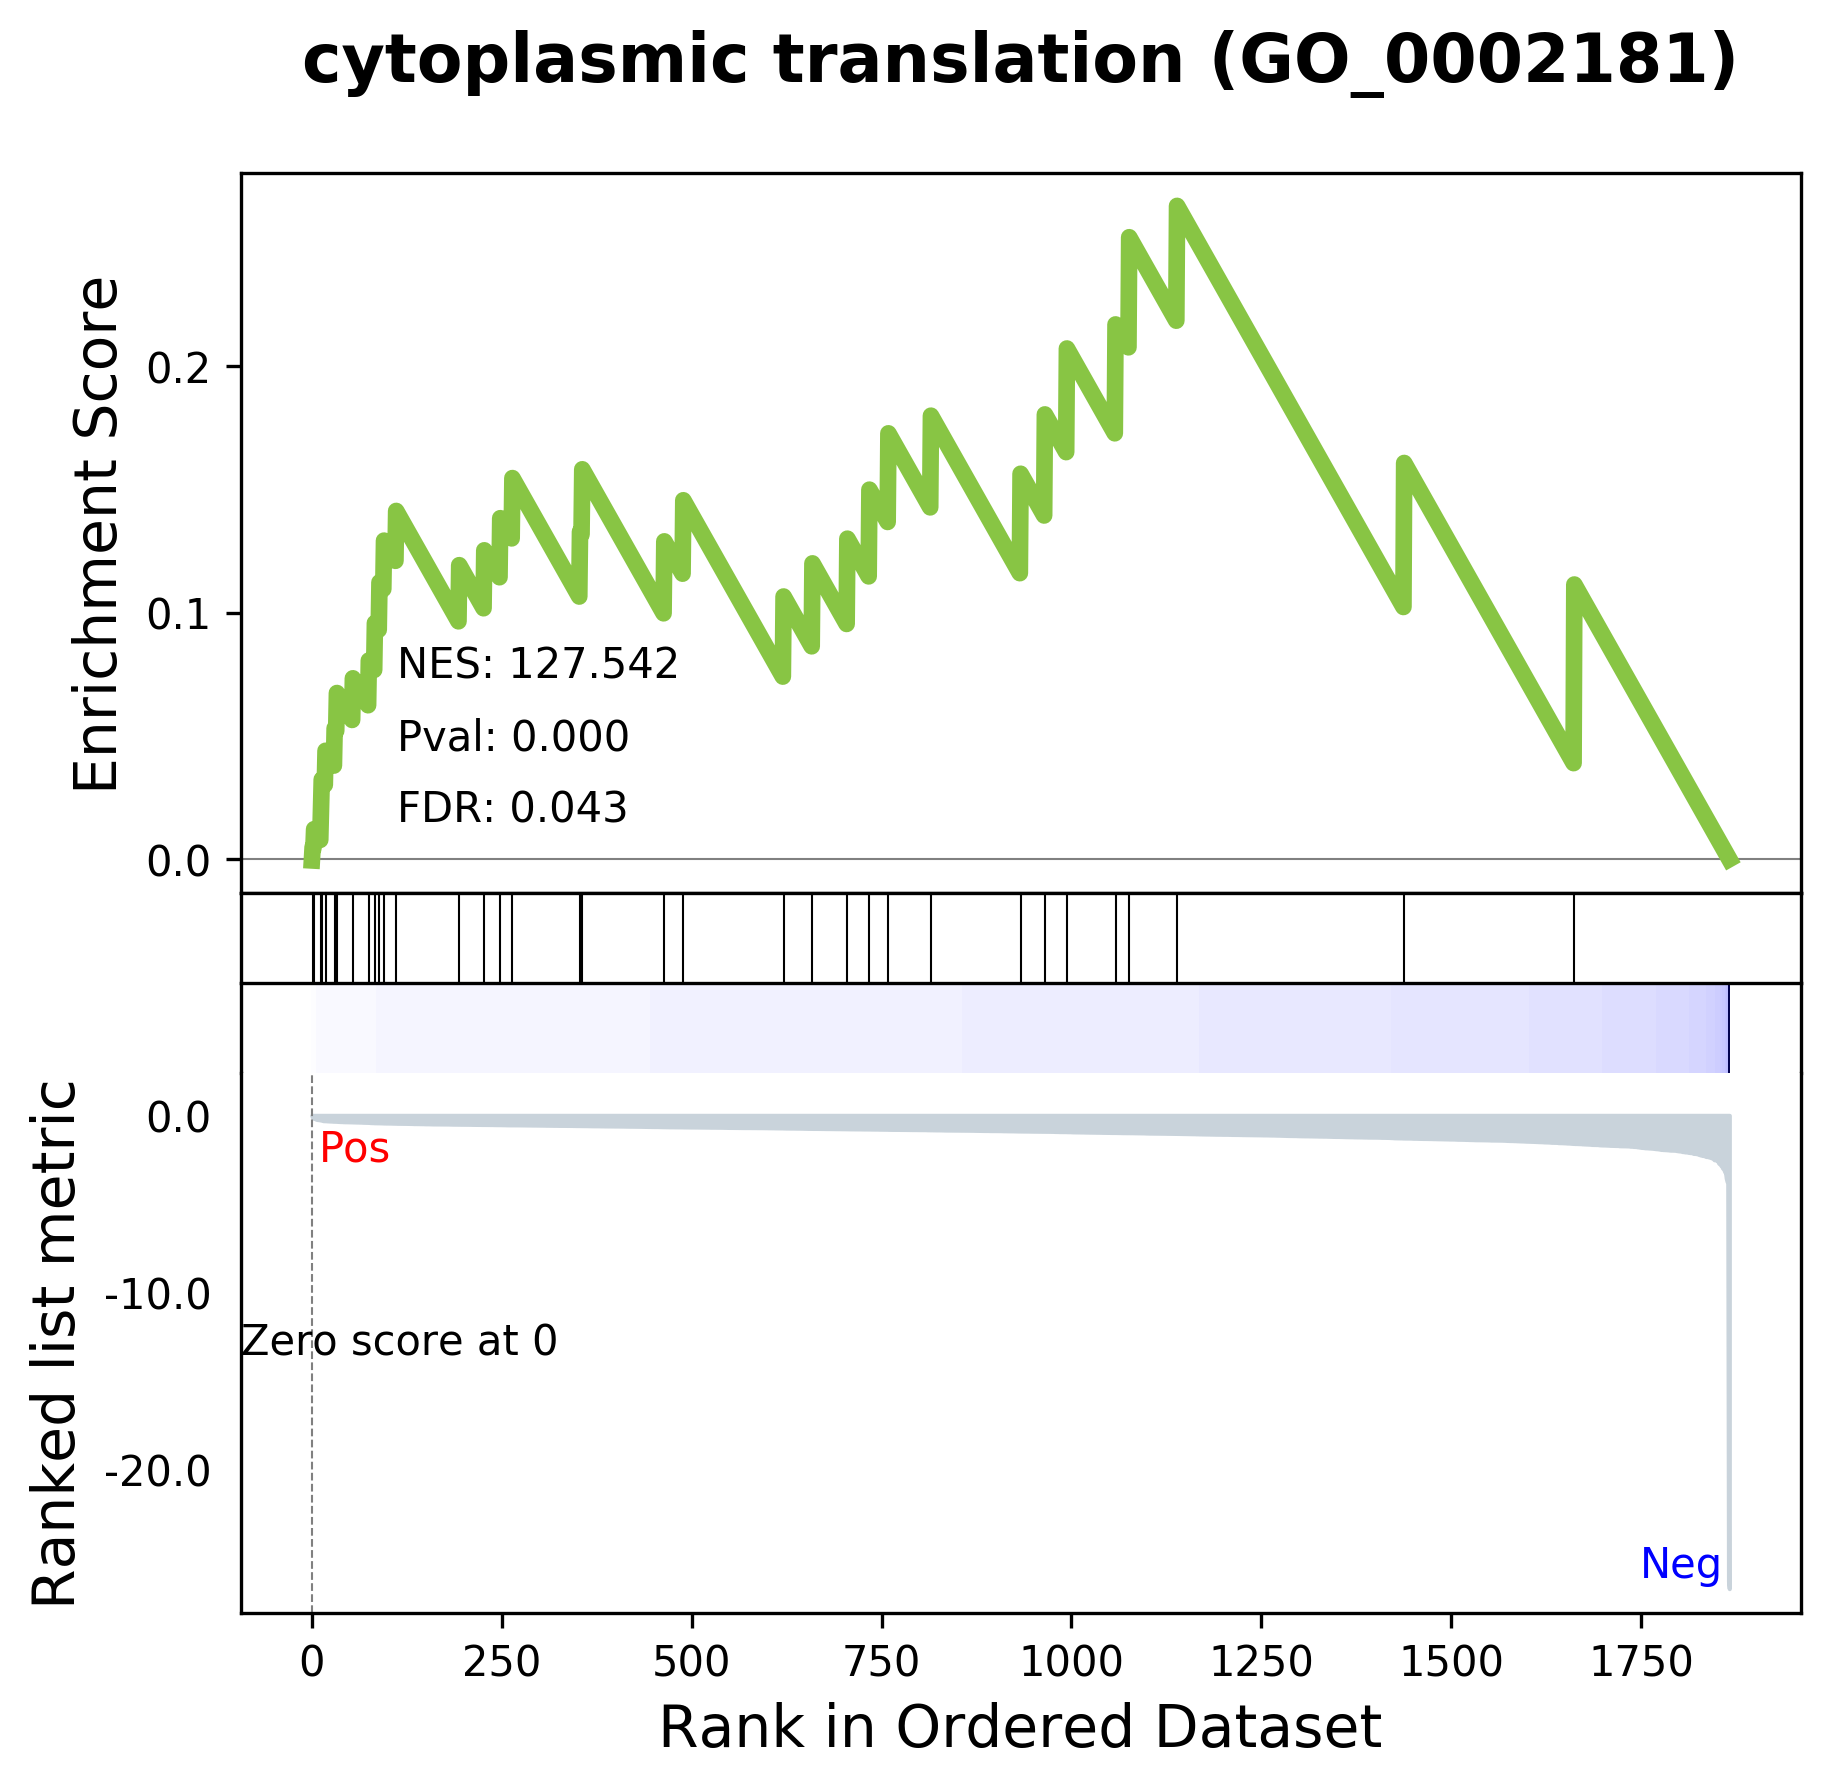 cytoplasmic translation (GO_0002181)
Enrichment Score
0.2
0.1
0.0
NES: 127.542
Pval: 0.000
FDR: 0.043
Ranked list metric
0.0
-10.0
-20.0
Pos
Zero score at 0
Neg
0 250 500 750 1000 1250 1500 1750
Rank in Ordered Dataset